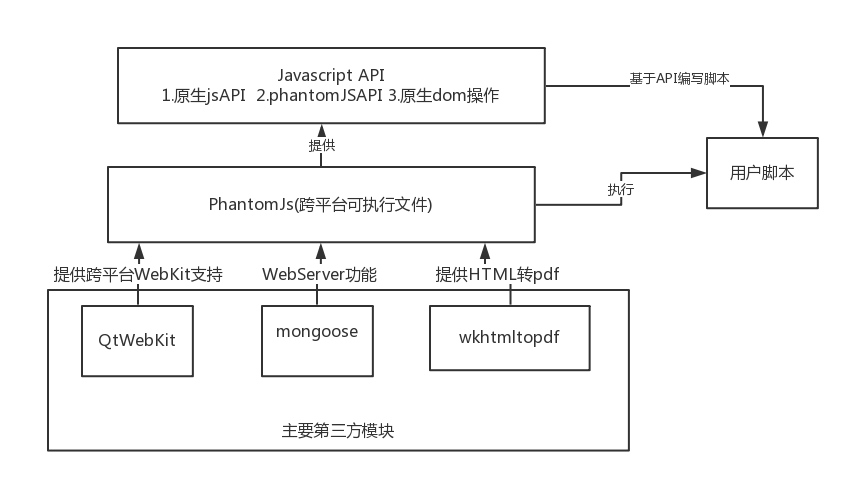 Javascript API
1.原生jsAPI  2.phantomJSAPI 3.原生dom操作
基于API编写脚本
提供
用户脚本
PhantomJs(跨平台可执行文件)
执行
提供跨平台WebKit支持
WebServer功能
提供HTML转pdf
QtWebKit
mongoose
wkhtmltopdf
主要第三方模块